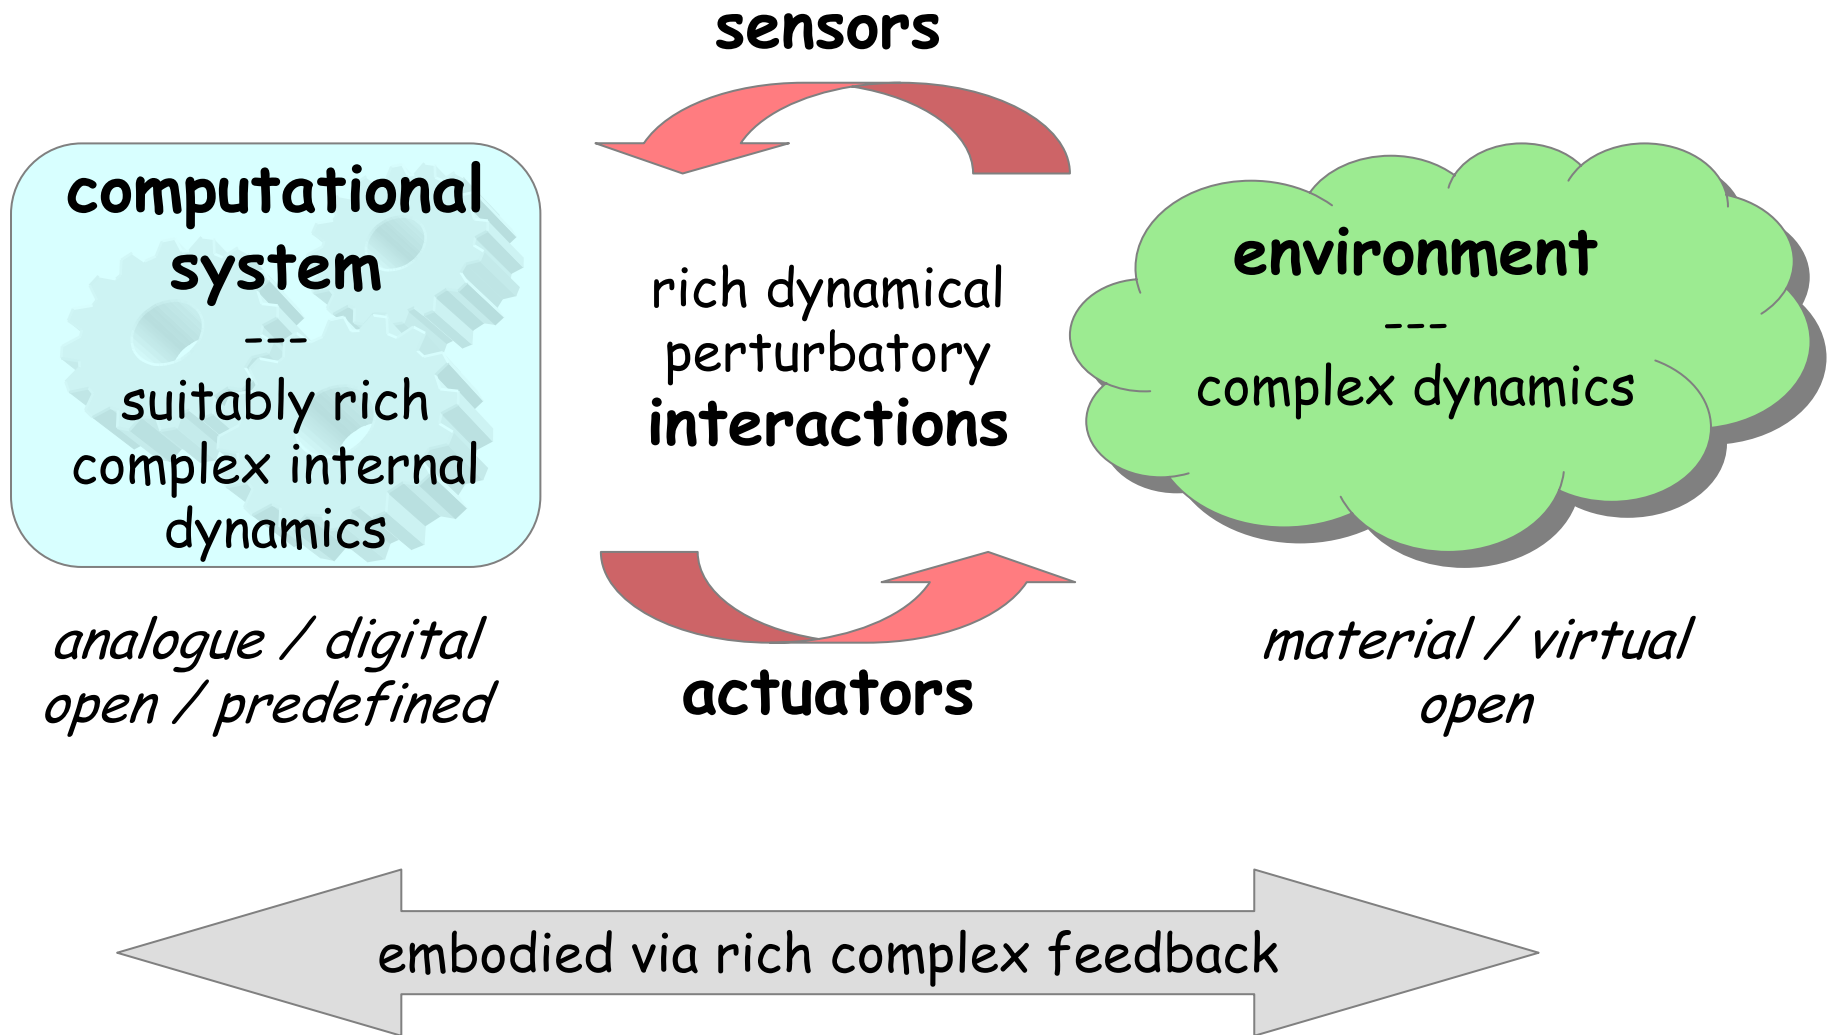 sensors
computational
system
---
suitably rich
complex internal
dynamics
rich dynamical
perturbatory
interactions
environment
---
complex dynamics
analogue / digital
open / predefined
actuators
material / virtual
open
embodied via rich complex feedback